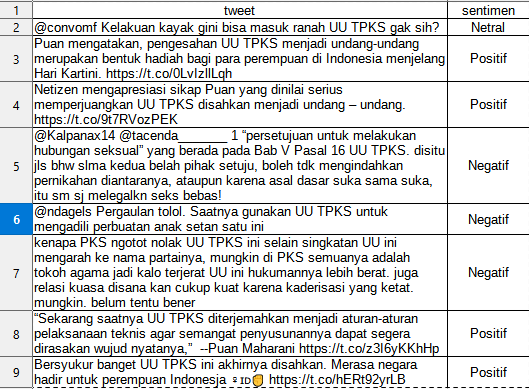 1 tweet sentimen
2 @convomf Kelakuan kayak gini bisa masuk ranah UU TPKS gak sih? Netral
Puan mengatakan, pengesahan UU TPKS menjadi undang-undang
3 merupakan bentuk hadiah bagi para perempuan di Indonesia menjelang Positif
Hari Kartini. https://t.co/0LvIzlILqh
Netizen mengapresiasi sikap Puan yang dinilai serius
4 memperjuangkan UU TPKS disahkan menjadi undang – undang. Positif
https://t.co/9t7RVozPEK
@Kalpanax14 @tacenda_______ 1 “persetujuan untuk melakukan
hubungan seksual” yang berada pada Bab V Pasal 16 UU TPKS. disitu
5 jls bhw slma kedua belah pihak setuju, boleh tdk mengindahkan Negatif
pernikahan diantaranya, ataupun karena asal dasar suka sama suka,
itu sm sj melegalkn seks bebas!
6 @ndagels Pergaulan tolol. Saatnya gunakan UU TPKS untuk Negatif
mengadili perbuatan anak setan satu ini
kenapa PKS ngotot nolak UU TPKS ini selain singkatan UU ini
mengarah ke nama partainya, mungkin di PKS semuanya adalah
7 tokoh agama jadi kalo terjerat UU ini hukumannya lebih berat. juga Negatif
relasi kuasa disana kan cukup kuat karena kaderisasi yang ketat.
mungkin. belum tentu bener
“Sekarang saatnya UU TPKS diterjemahkan menjadi aturan-aturan
8 pelaksanaan teknis agar semangat penyusunannya dapat segera Positif
dirasakan wujud nyatanya,” --Puan Maharani https://t.co/z3I6yKKhHp
Bersyukur banget UU TPKS ini akhirnya disahkan. Merasa negara
9 hadir untuk perempuan Indonesia ♀🇮🇩✊ https://t.co/hERt92yrLB Positif